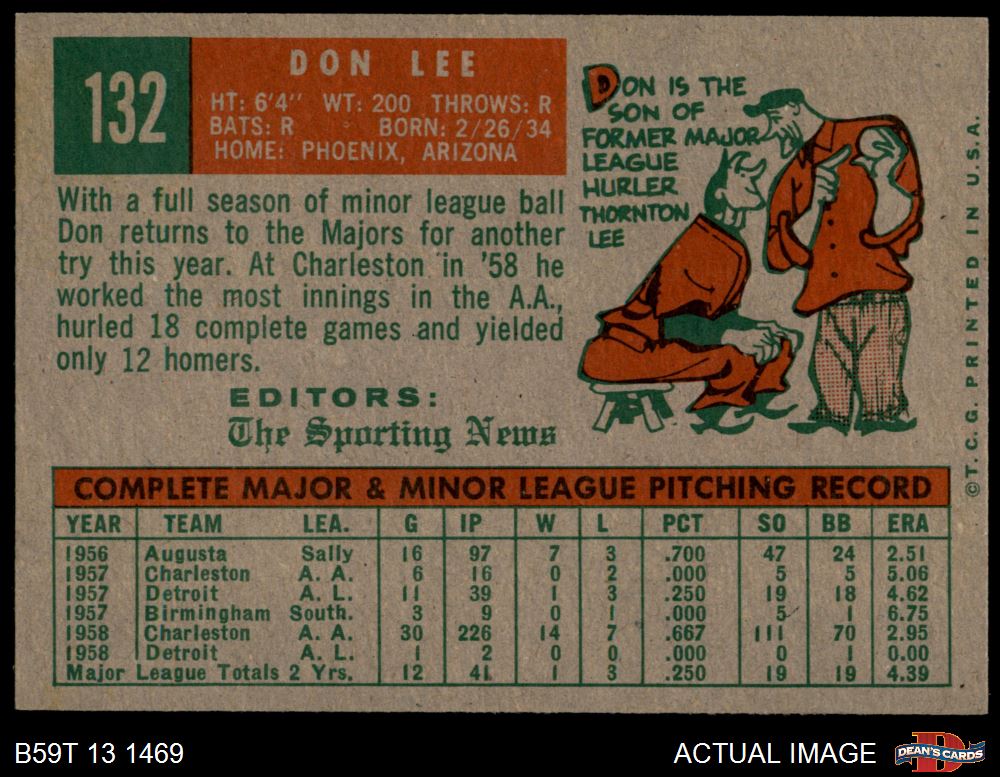 132
DON LEE
HT: 6'4" WT: 200 THROWS: R
BATS: R BORN: 2/26/34
HOME: PHOENIX, ARIZONA
With a full season of minor league ball
Don returns to the Majors for another
try this year. At Charleston in '58 he
worked the most innings in the A.A.,
hurled 18 complete games and yielded
only 12 homers.
EDITORS:
The Sporting News
DON IS THE
SON OF
FORMER MAJOR
LEAGUE
HURLER
THORNTON
LEE
©T.C.G. PRINTED IN U.S.A.
COMPLETE MAJOR & MINOR LEAGUE PITCHING RECORD
YEAR TEAM LEA. G IP W L PCT SO BB ERA
1956 Augusta Sally 16 97 7 3 .700 47 24 2.51
1957 Charleston A. A. 6 16 0 2 .000 5 5 5.06
1957 Detroit A. L. 11 39 1 3 .250 19 18 4.62
1957 Birmingham South. 3 9 0 1 .000 5 1 6.75
1958 Charleston A. A. 30 226 14 7 .667 111 70 2.95
1958 Detroit A. L. 1 2 0 0 .000 0 1 0.00
Major League Totals 2 Yrs. 12 41 1 3 .250 19 19 4.39
B59T 13 1469
ACTUAL IMAGE
D
DEAN'S CARDS